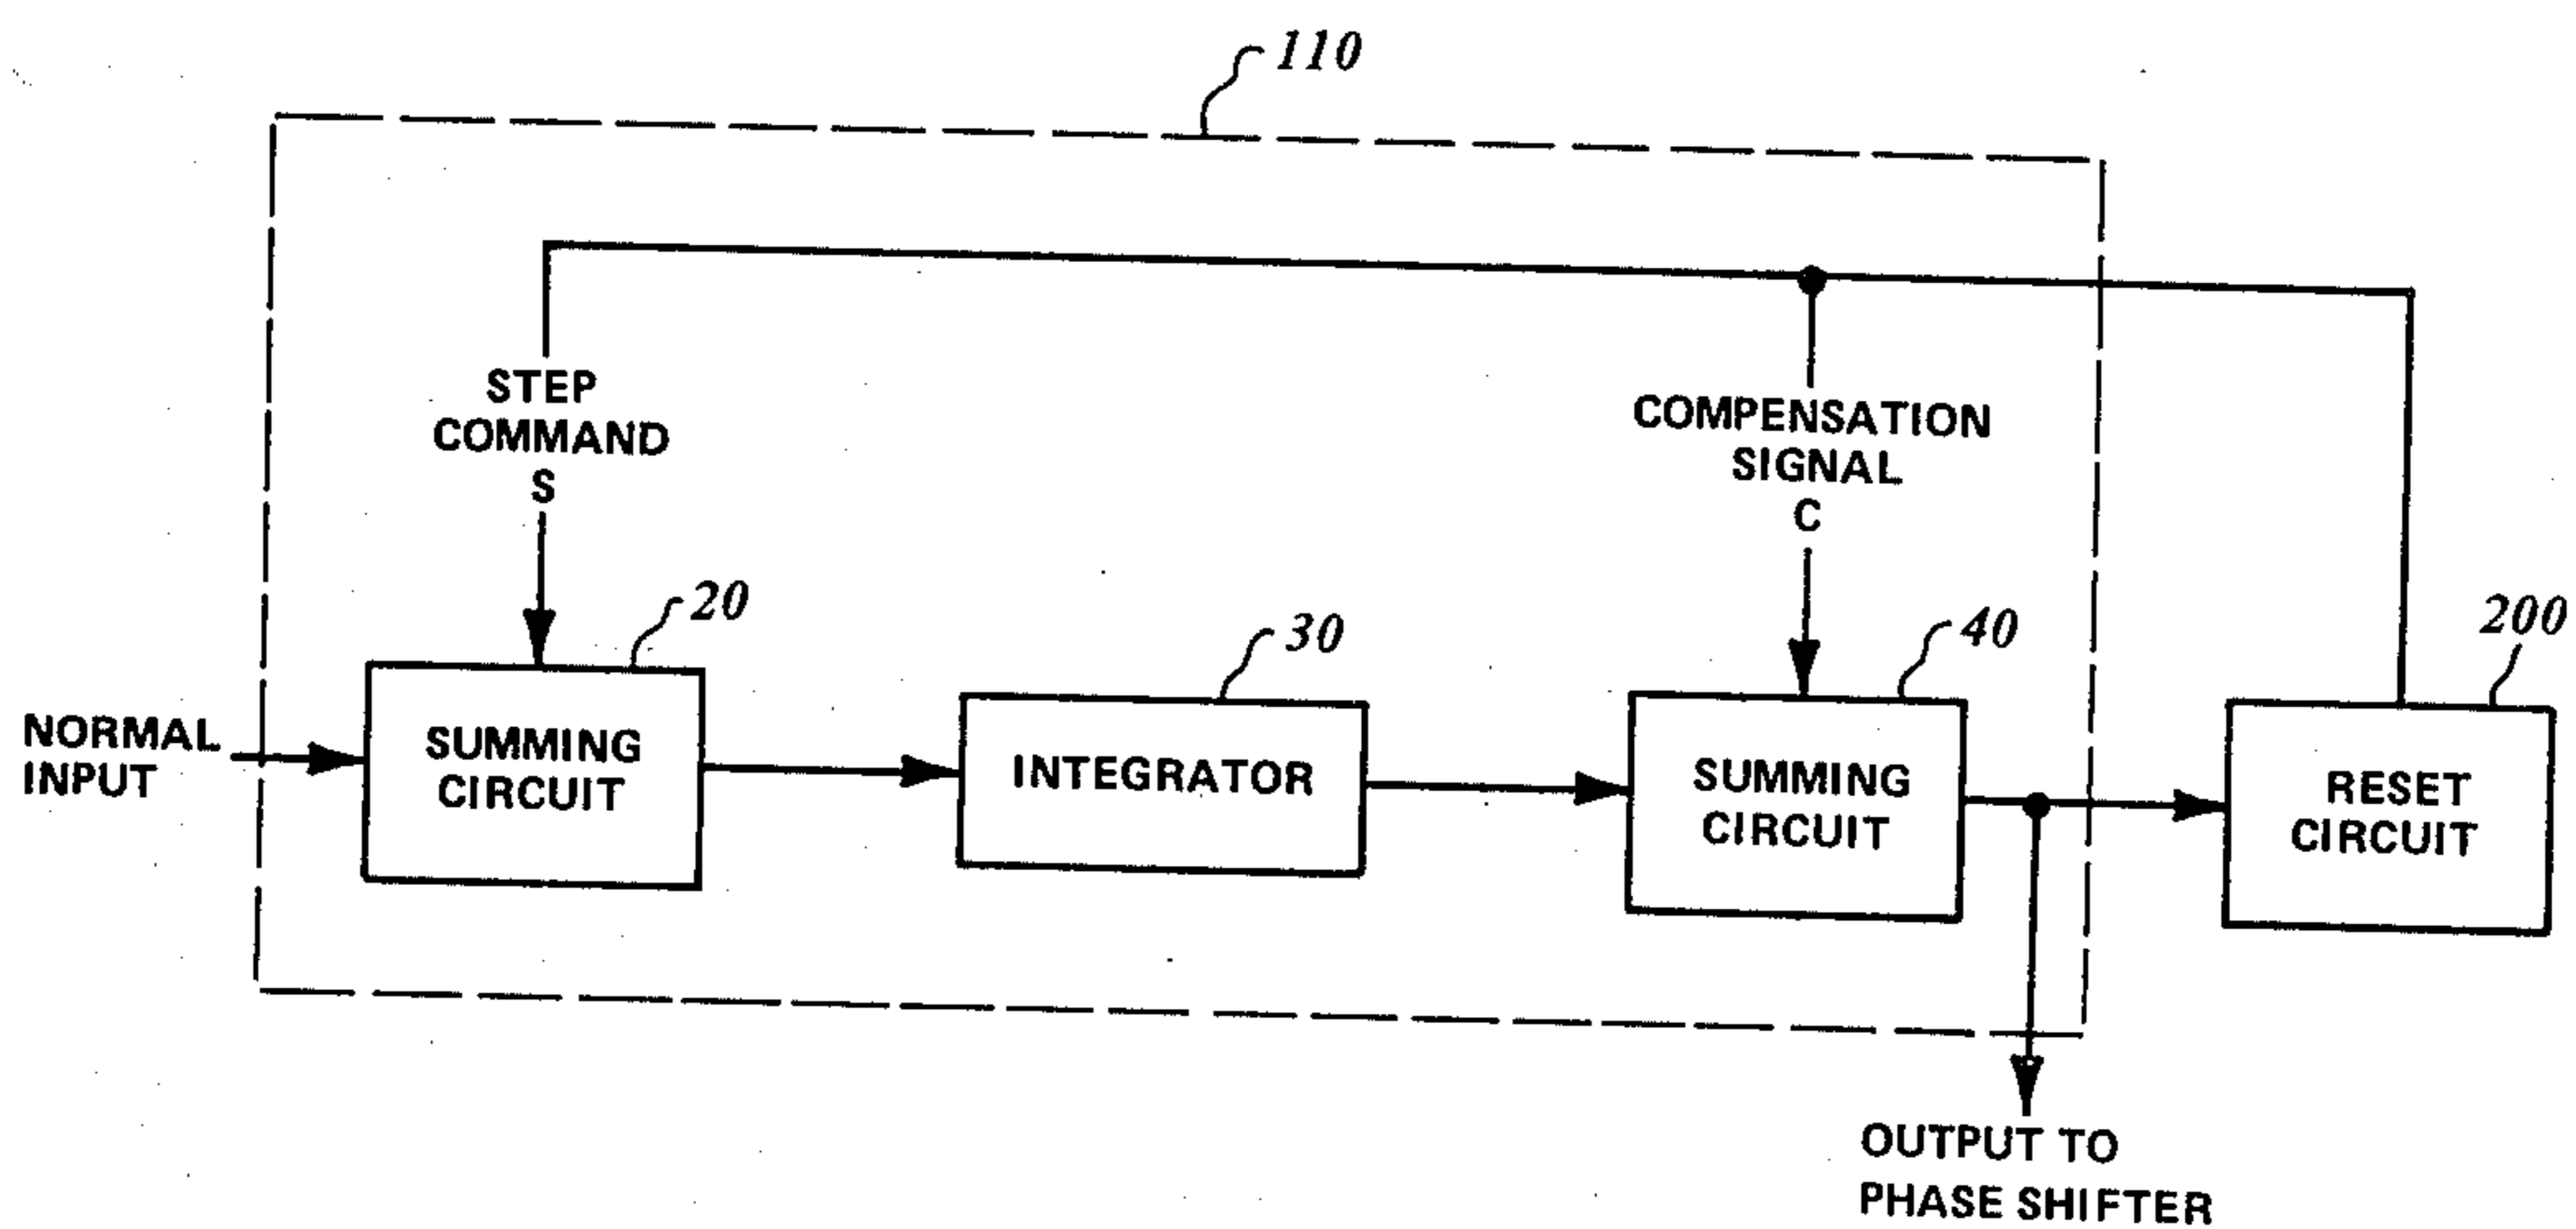 110
STEP
COMMAND
S
COMPENSATION
SIGNAL
C
20
30
40
200
NORMAL
INPUT
SUMMING
CIRCUIT
INTEGRATOR
SUMMING
CIRCUIT
RESET
CIRCUIT
OUTPUT TO
PHASE SHIFTER